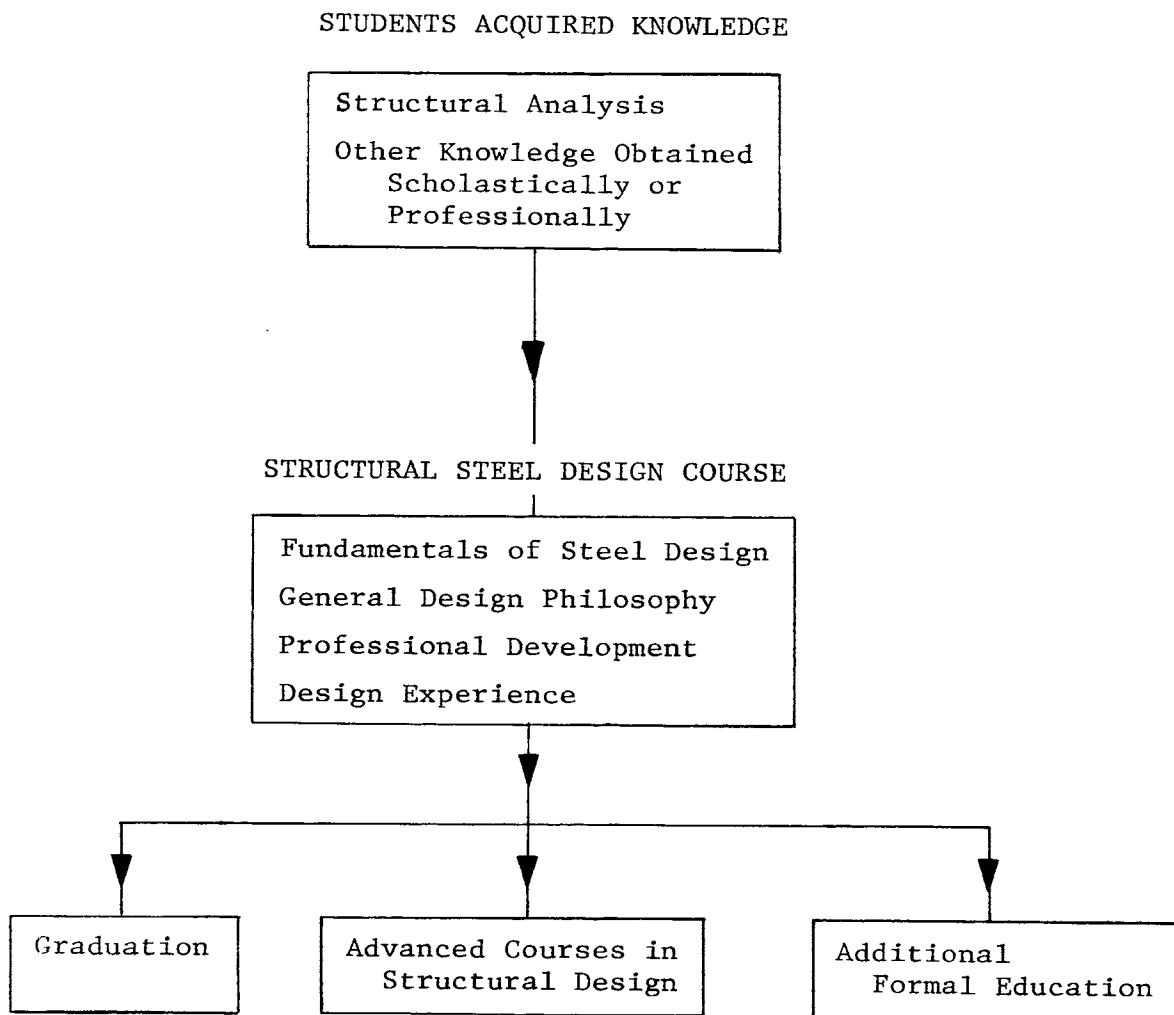 STUDENTS ACQUIRED KNOWLEDGE
Structural Analysis
Other Knowledge Obtained
Scholastically or
Professionally
STRUCTURAL STEEL DESIGN COURSE
Fundamentals of Steel Design
General Design Philosophy
Professional Development
Design Experience
Graduation
Advanced Courses in
Structural Design
Additional
Formal Education